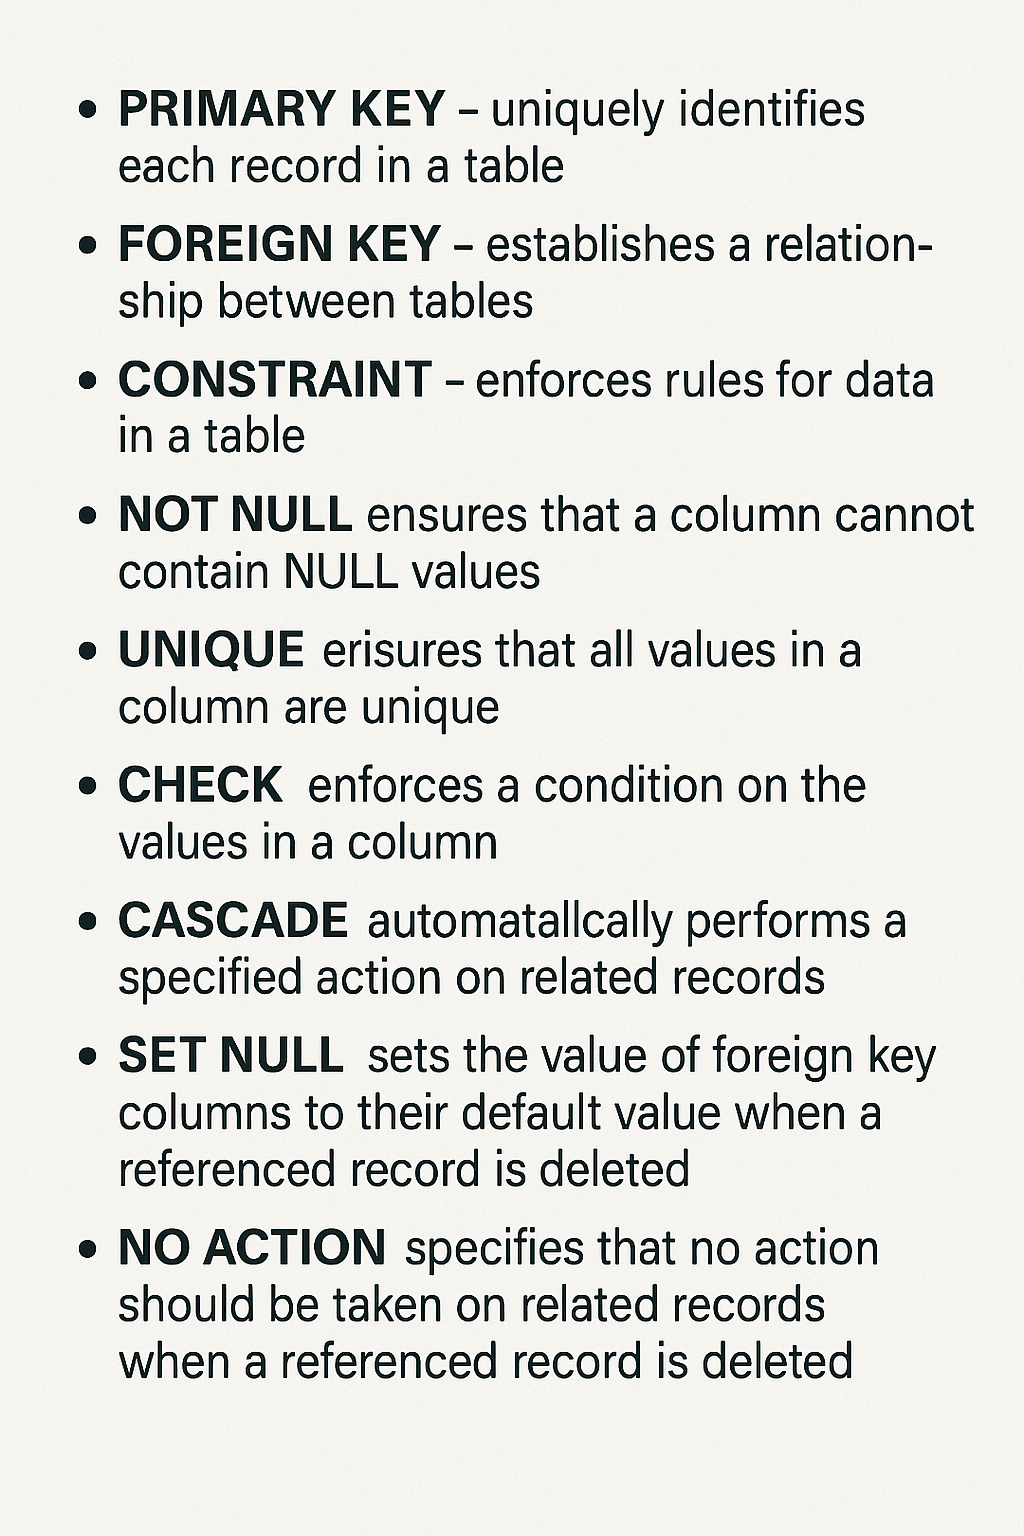 • PRIMARY KEY – uniquely identifies
each record in a table
• FOREIGN KEY – establishes a relation-
ship between tables
• CONSTRAINT – enforces rules for data
in a table
• NOT NULL ensures that a column cannot
contain NULL values
• UNIQUE erisures that all values in a
column are unique
• CHECK enforces a condition on the
values in a column
• CASCADE automatallcally performs a
specified action on related records
• SET NULL sets the value of foreign key
columns to their default value when a
referenced record is deleted
• NO ACTION specifies that no action
should be taken on related records
when a referenced record is deleted